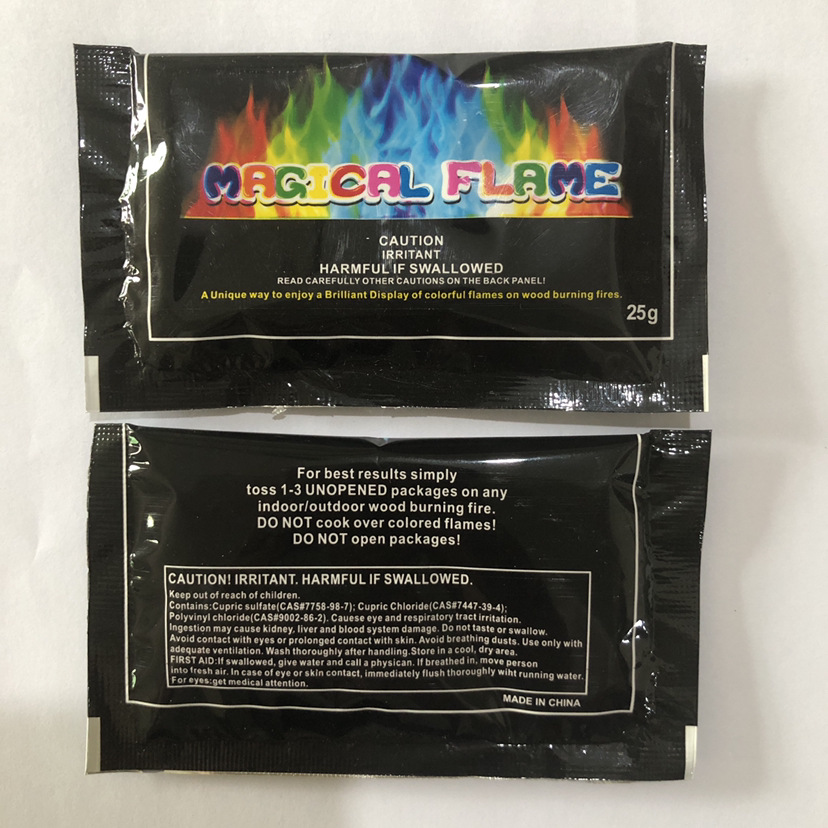 MAGICAL FLAME
CAUTION
IRRITANT
HARMFUL IF SWALLOWED
READ CAREFULLY OTHER CAUTIONS ON THE BACK PANEL!
A Unique way to enjoy a Brilliant Display of colorful flames on wood burning fires.
25g
For best results simply
toss 1-3 UNOPENED packages on any
indoor/outdoor wood burning fire.
DO NOT cook over colored flames!
DO NOT open packages!
CAUTION! IRRITANT. HARMFUL IF SWALLOWED.
Keep out of reach of children.
Contains:Cupric sulfate(CAS#7758-98-7); Cupric Chloride(CAS#7447-39-4);
Polyvinyl chloride(CAS#9002-86-2). Cauese eye and respiratory tract irritation.
Ingestion may cause kidney, liver and blood system damage. Do not taste or swallow.
Avoid contact with eyes or prolonged contact with skin. Avoid breathing dusts. Use only with
adequate ventilation. Wash thoroughly after handling.Store in a cool, dry area.
FIRST AID:If swallowed, give water and call a physican. If breathed in, move person
into fresh air. In case of eye or skin contact, immediately flush thoroughly wiht running water.
For eyes:get medical attention.
MADE IN CHINA